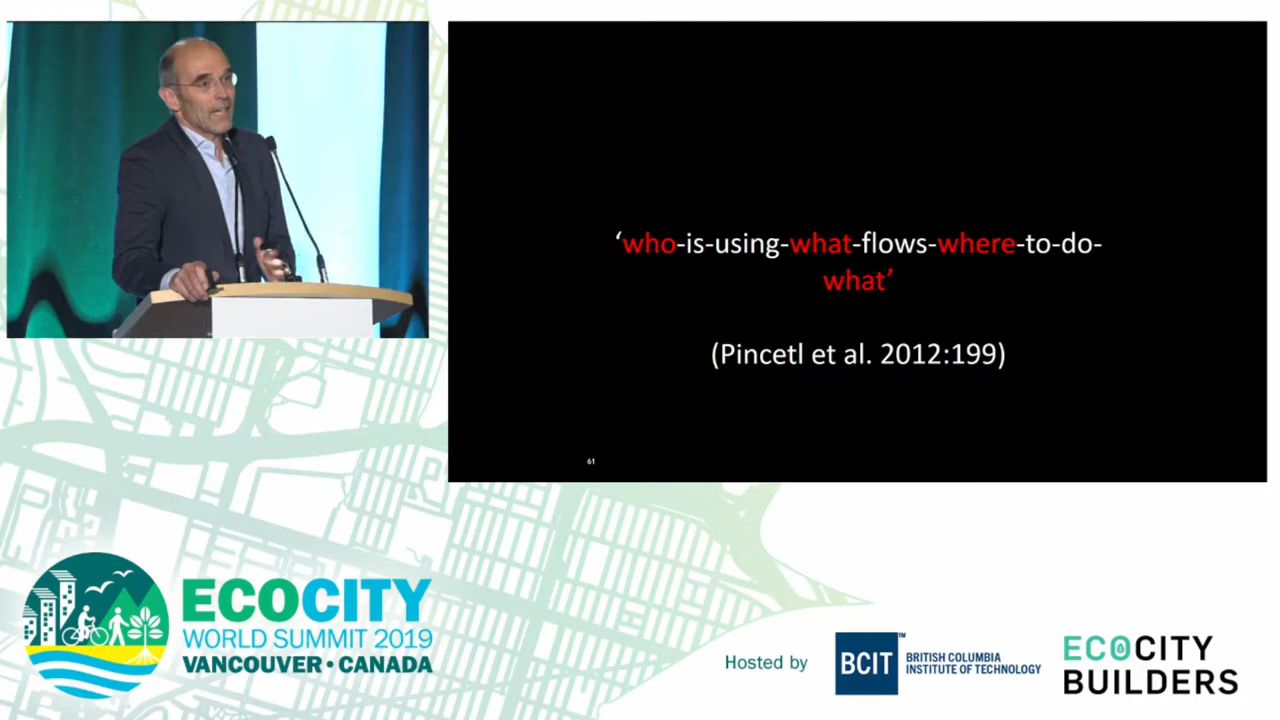 ‘who-is-using-what-flows-where-to-do-
what’
(Pincetl et al. 2012:199)
61
ECOCITY
WORLD SUMMIT 2019
VANCOUVER • CANADA
Hosted by
BCIT
TM
BRITISH COLUMBIA
INSTITUTE OF TECHNOLOGY
ECOCITY
BUILDERS